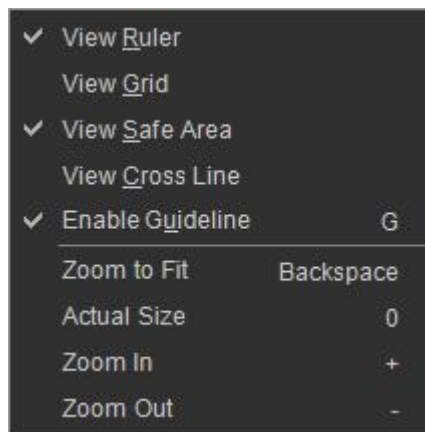 View Ruler
View Grid
View Safe Area
View Cross Line
Enable Guideline G
Zoom to Fit Backspace
Actual Size 0
Zoom In +
Zoom Out -